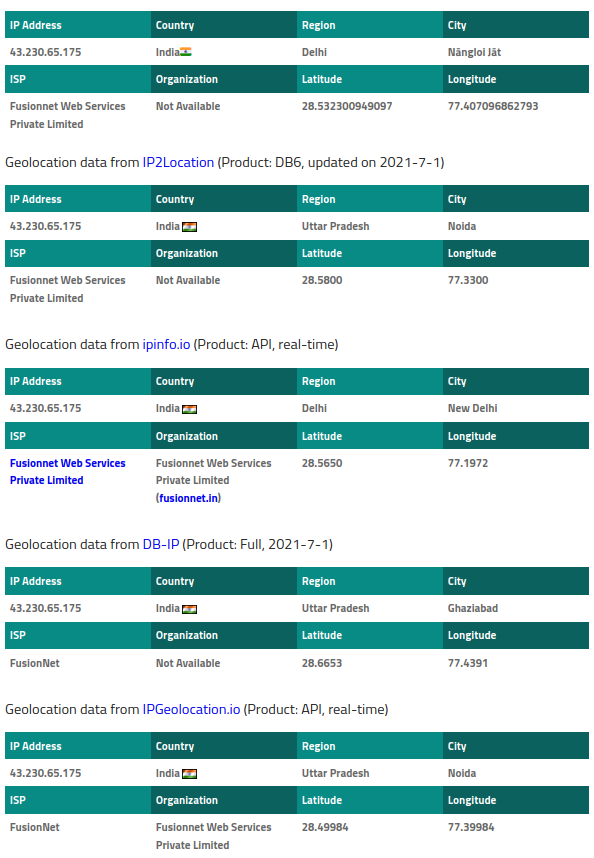 IP Address Country Region City
43.230.65.175 India Delhi Nāngloi Jāt
ISP Organization Latitude Longitude
Fusionnet Web Services Not Available 28.532300949097 77.407096862793
Private Limited
Geolocation data from IP2Location (Product: DB6, updated on 2021-7-1)
IP Address Country Region City
43.230.65.175 India Uttar Pradesh Noida
ISP Organization Latitude Longitude
Fusionnet Web Services Not Available 28.5800 77.3300
Private Limited
Geolocation data from ipinfo.io (Product: API, real-time)
IP Address Country Region City
43.230.65.175 India Delhi New Delhi
ISP Organization Latitude Longitude
Fusionnet Web Services Fusionnet Web Services 28.5650 77.1972
Private Limited Private Limited
(fusionnet.in)
Geolocation data from DB-IP (Product: Full, 2021-7-1)
IP Address Country Region City
43.230.65.175 India Uttar Pradesh Ghaziabad
ISP Organization Latitude Longitude
FusionNet Not Available 28.6653 77.4391
Geolocation data from IPGeolocation.io (Product: API, real-time)
IP Address Country Region City
43.230.65.175 India Uttar Pradesh Noida
ISP Organization Latitude Longitude
FusionNet Fusionnet Web Services 28.49984 77.39984
Private Limited